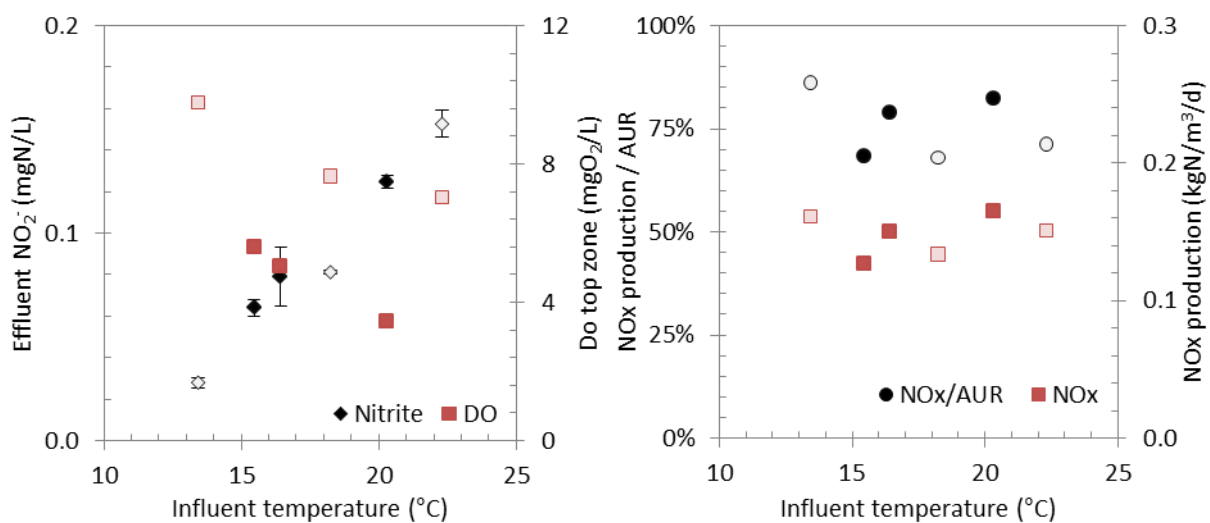 0.2
0.1
0.0
Effluent NO2- (mgN/L)
12
8
4
0
Do top zone (mgO2/L)
Nitrite
DO
10
15
20
25
Influent temperature (°C)
100%
75%
50%
25%
0%
NOx production / AUR
0.3
0.2
0.1
0.0
NOx production (kgN/m3/d)
NOx/AUR
NOx
10
15
20
25
Influent temperature (°C)